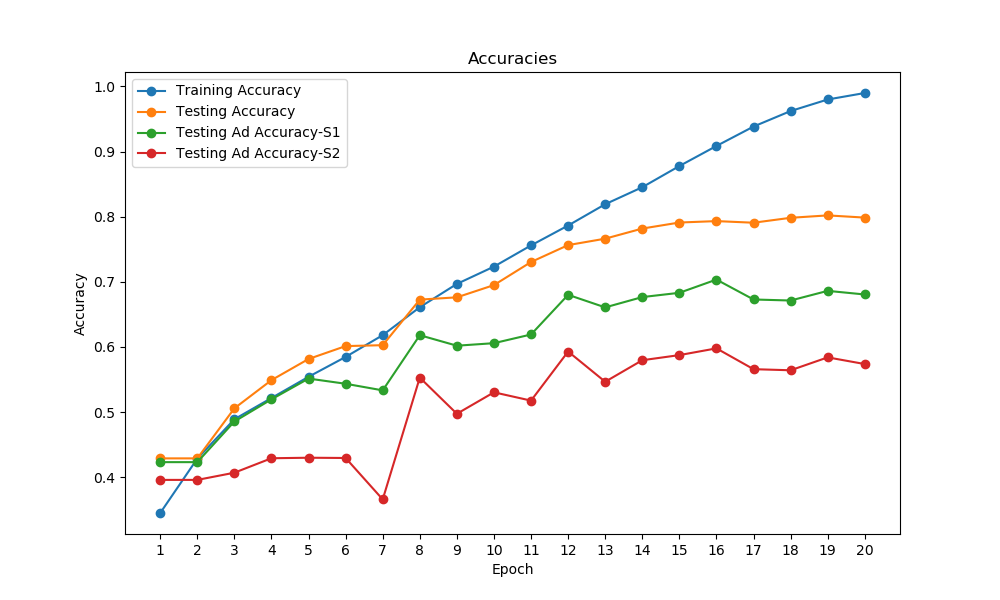 Accuracies
Training Accuracy
Testing Accuracy
Testing Ad Accuracy-S1
Testing Ad Accuracy-S2
1.0
0.9
0.8
0.7
0.6
0.5
0.4
Accuracy
1 2 3 4 5 6 7 8 9 10 11 12 13 14 15 16 17 18 19 20
Epoch